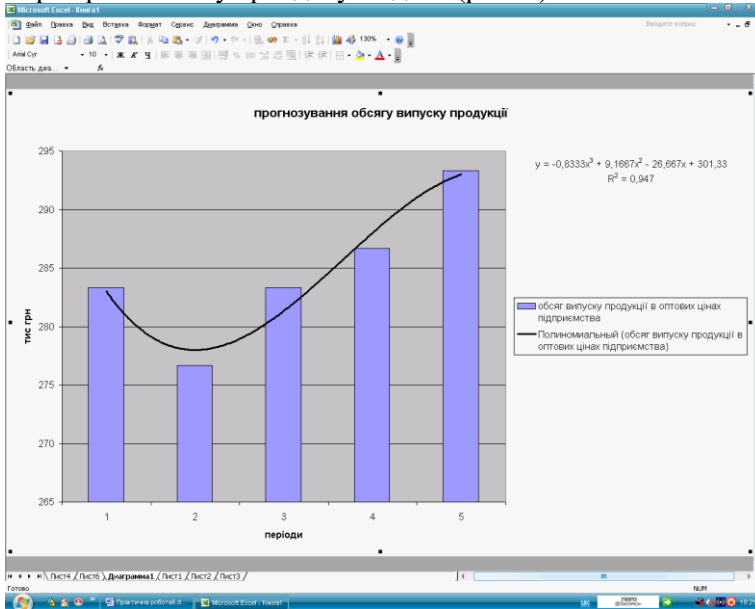 Microsoft Excel - Книга1
Файл Правка Вид Вставка Формат Сервис Диаграмма Окно Справка
Введите вопрос
130%
Arial Cyr 10 Ж К Ч
Область диа... fx
прогнозування обсягу випуску продукції
y = -0,8333x³ + 9,1667x² - 26,667x + 301,33
R² = 0,947
295
290
285
280
275
270
265
тис грн
1 2 3 4 5
періоди
обсяг випуску продукції в оптових цінах
підприємства
Полиномиальный (обсяг випуску продукції в
оптових цінах підприємства)
Лист4 / Лист6 \ Диаграмма1 / Лист1 / Лист2 / Лист3 /
Готово
NUM
Microsoft Excel - Книга1
UK